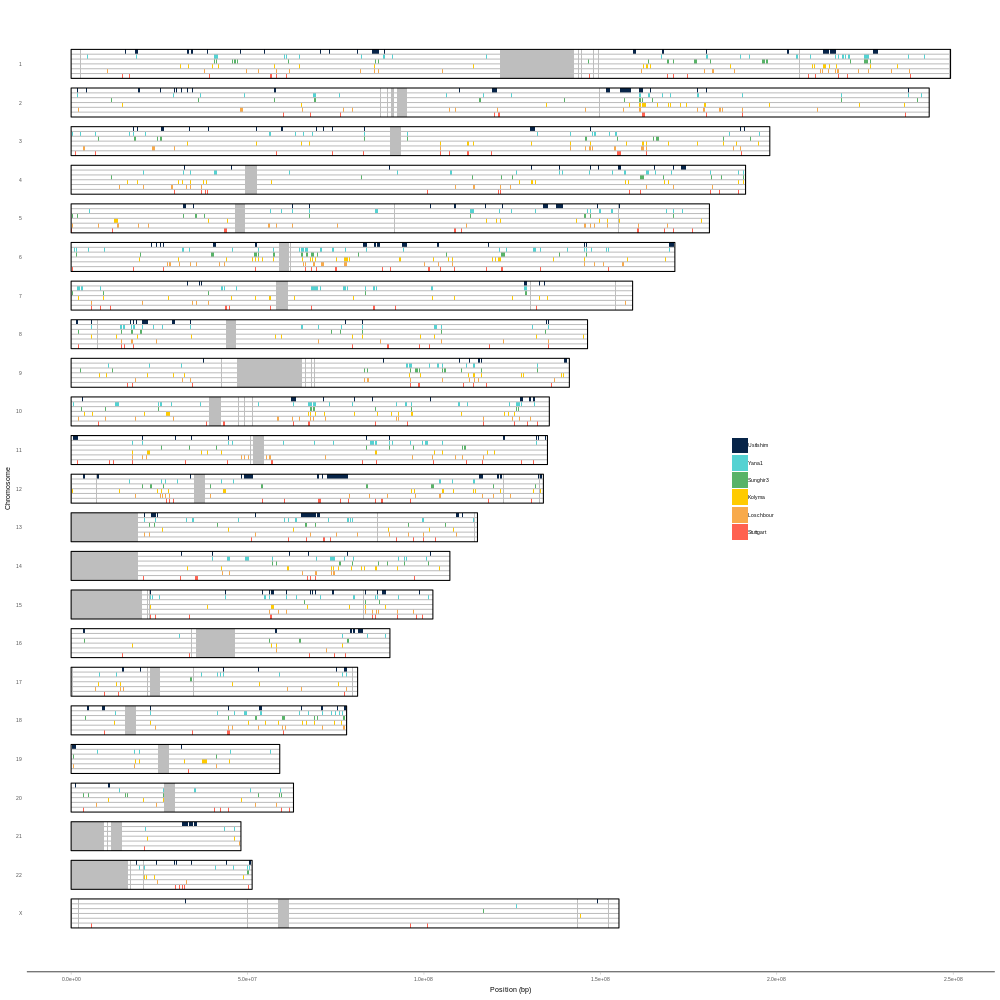 1
2
3
4
5
6
7
8
9
10
11
12
13
14
15
16
17
18
19
20
21
22
X
Chromosome
UstIshim
Yana1
Sunghir3
Kolyma
Loschbour
Stuttgart
0.0e+00 5.0e+07 1.0e+08 1.5e+08 2.0e+08 2.5e+08
Position (bp)